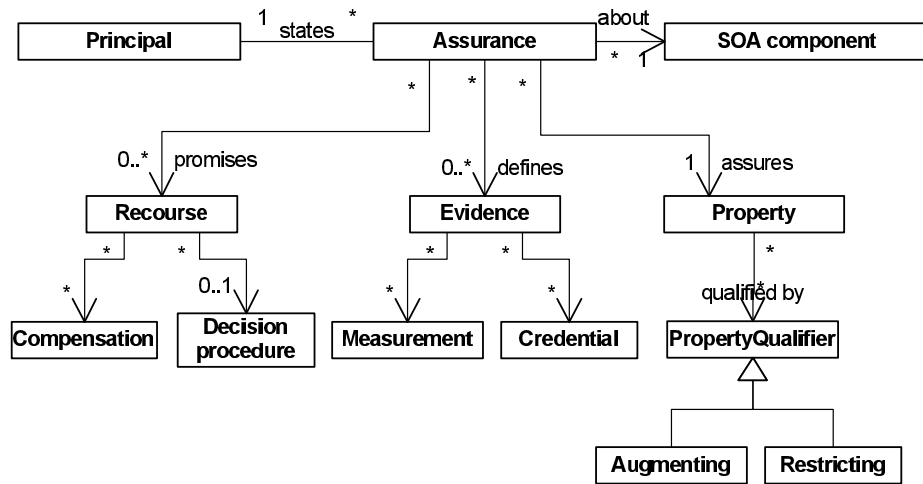 1 * about
Principal states Assurance SOA component
* 1
* * *
0..* promises 0..* defines 1 assures
Recourse Evidence Property
* * * * *
* 0..1 * * qualified by *
Compensation Decision procedure Measurement Credential PropertyQualifier
Augmenting Restricting